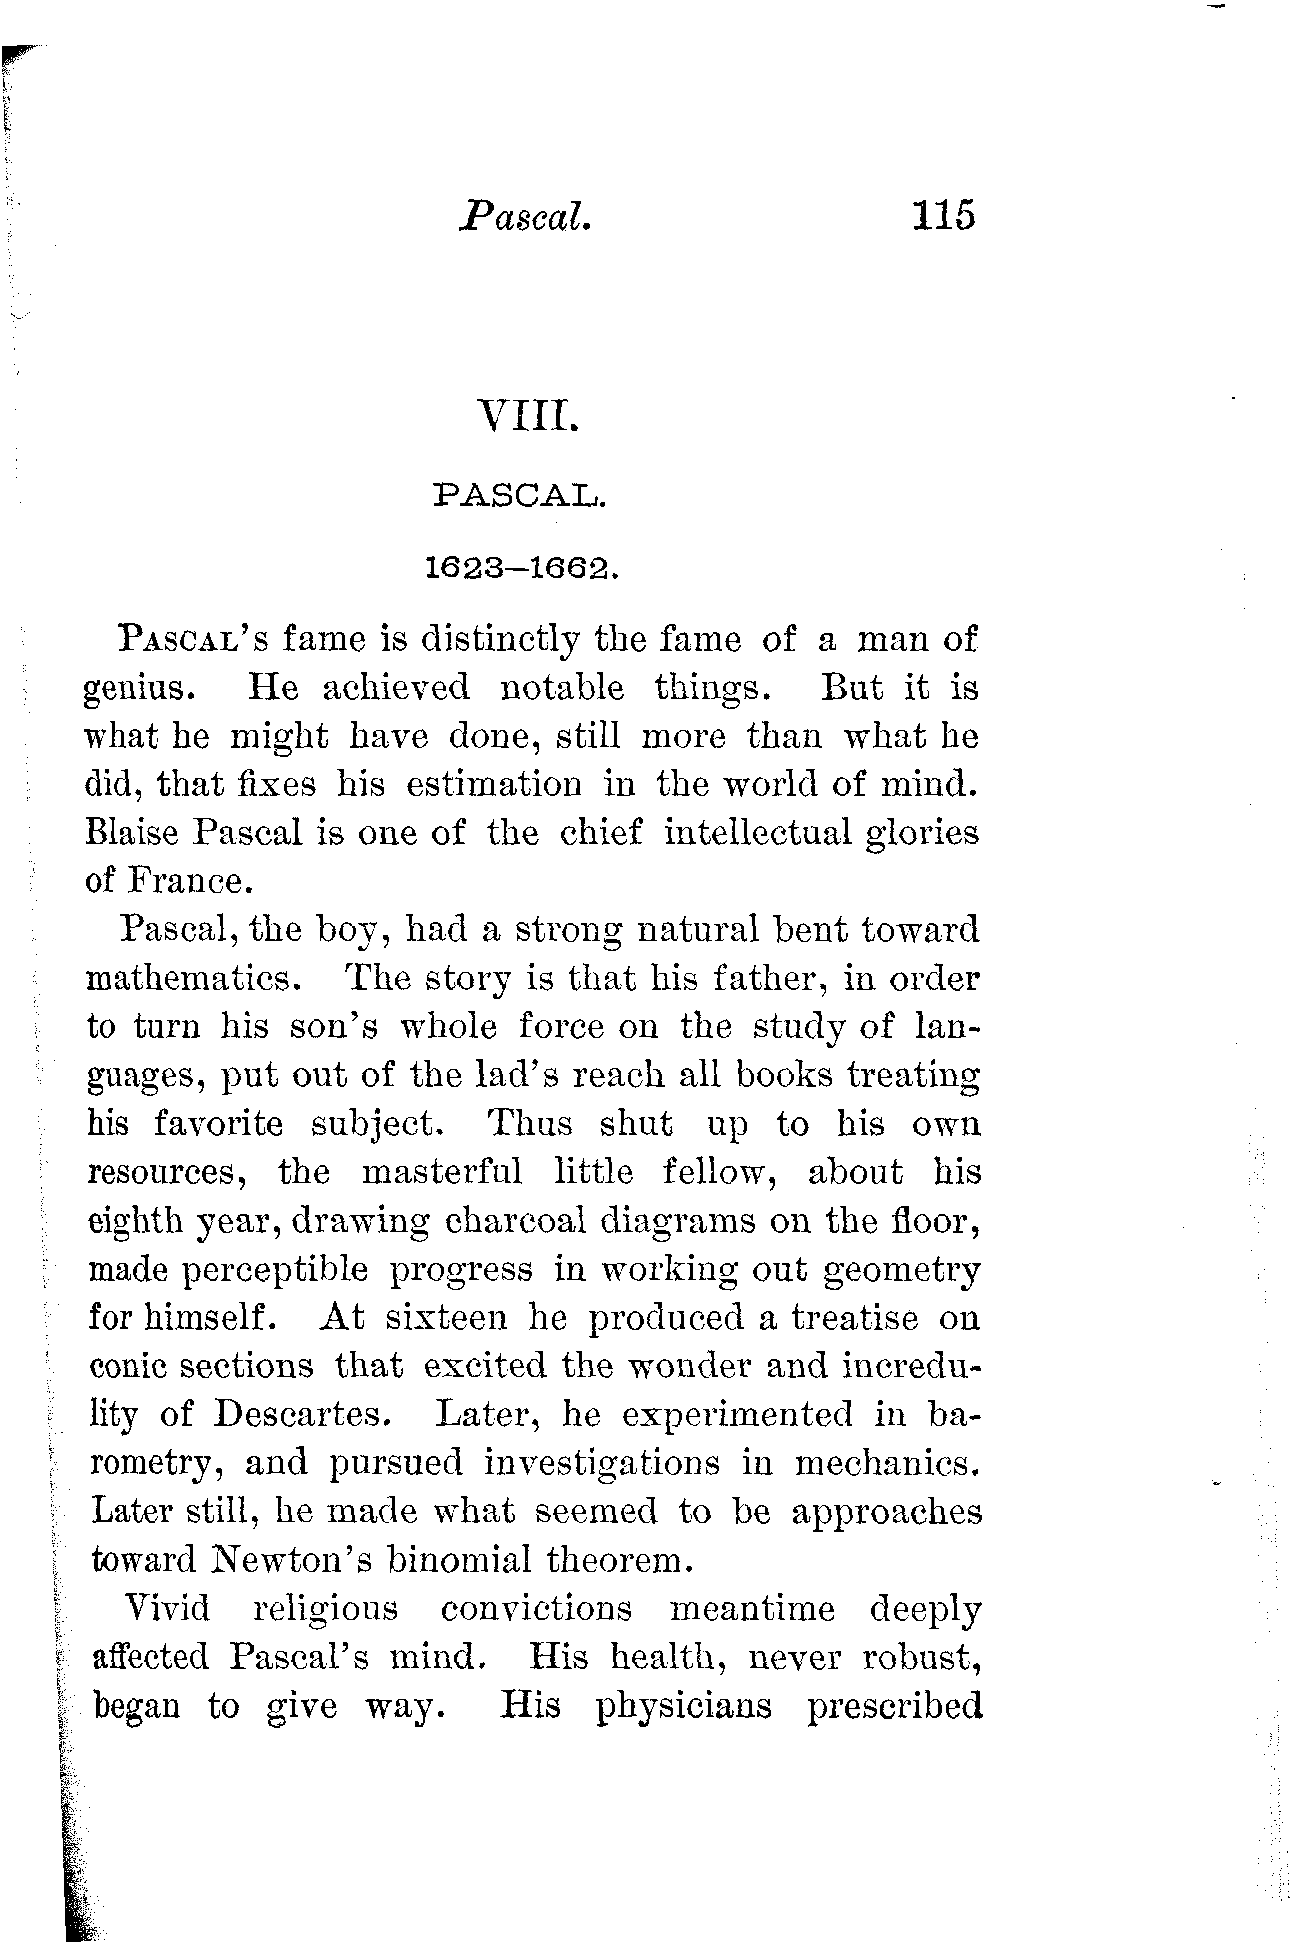 Pascal. 115
VIII.
PASCAL.
1623–1662.
PASCAL'S fame is distinctly the fame of a man of
genius. He achieved notable things. But it is
what he might have done, still more than what he
did, that fixes his estimation in the world of mind.
Blaise Pascal is one of the chief intellectual glories
of France.
Pascal, the boy, had a strong natural bent toward
mathematics. The story is that his father, in order
to turn his son's whole force on the study of lan-
guages, put out of the lad's reach all books treating
his favorite subject. Thus shut up to his own
resources, the masterful little fellow, about his
eighth year, drawing charcoal diagrams on the floor,
made perceptible progress in working out geometry
for himself. At sixteen he produced a treatise on
conic sections that excited the wonder and incredu-
lity of Descartes. Later, he experimented in ba-
rometry, and pursued investigations in mechanics.
Later still, he made what seemed to be approaches
toward Newton's binomial theorem.
Vivid religious convictions meantime deeply
affected Pascal's mind. His health, never robust,
began to give way. His physicians prescribed